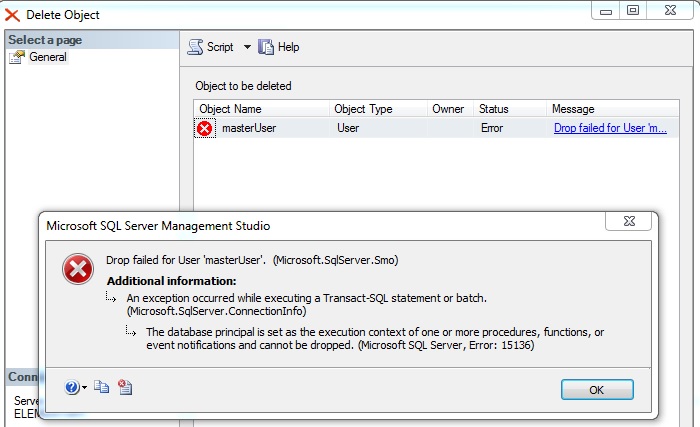 Delete Object
Select a page
General
Script
Help
Object to be deleted
Object Name Object Type Owner Status Message
masterUser User Error Drop failed for User 'm...
Microsoft SQL Server Management Studio
Drop failed for User 'masterUser'. (Microsoft.SqlServer.Smo)
Additional information:
An exception occurred while executing a Transact-SQL statement or batch.
(Microsoft.SqlServer.ConnectionInfo)
The database principal is set as the execution context of one or more procedures, functions, or
event notifications and cannot be dropped. (Microsoft SQL Server, Error: 15136)
OK
Conn
Serve